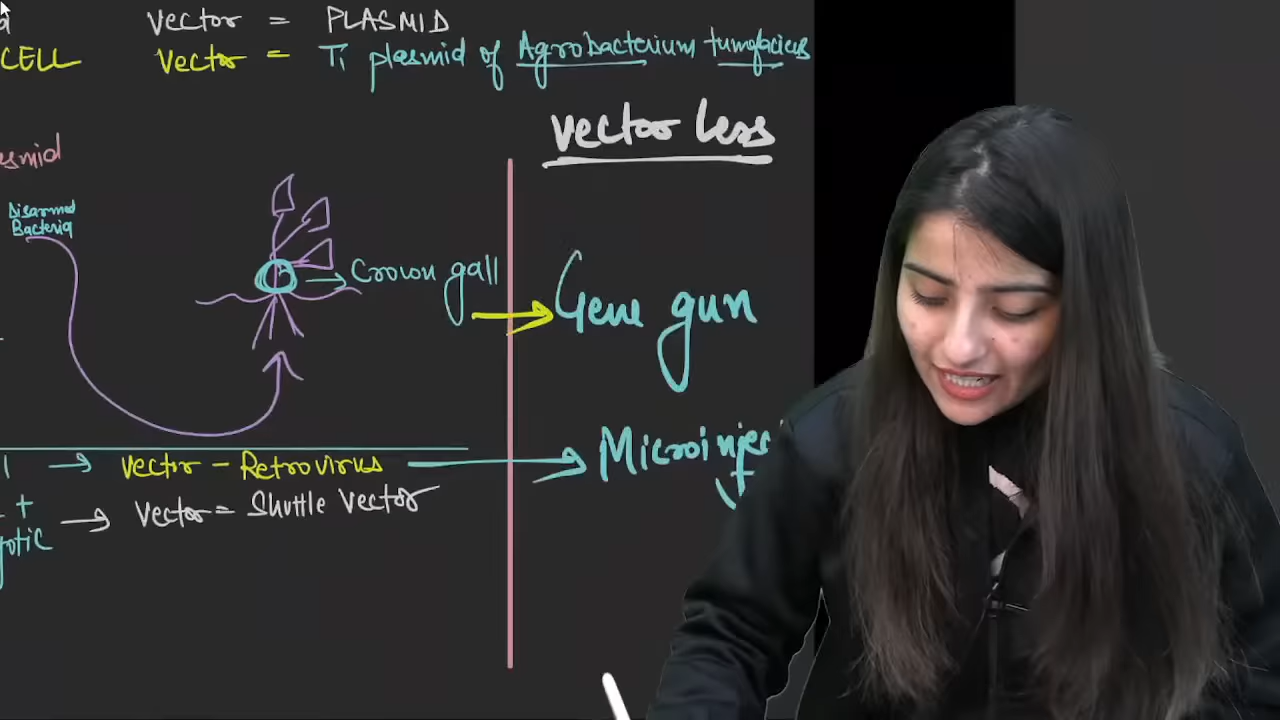 vector = PLASMID
CELL vector = Ti plasmid of Agrobacterium tumefaciens
vector less
Disarmed
Bacteria
Crown gall
Gene gun
vector - Retrovirus
Microinjec
+
vector = Shuttle vector